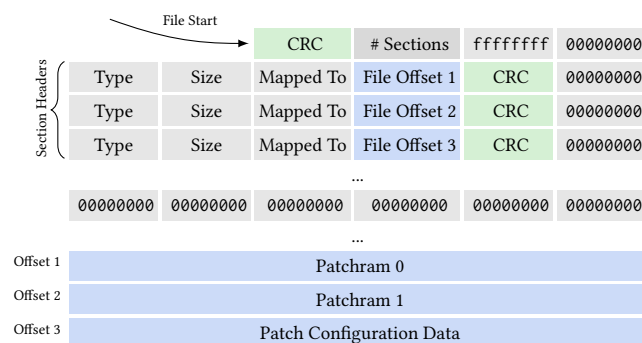 File Start
CRC # Sections ffffffff 00000000
Section Headers
Type Size Mapped To File Offset 1 CRC 00000000
Type Size Mapped To File Offset 2 CRC 00000000
Type Size Mapped To File Offset 3 CRC 00000000
...
00000000 00000000 00000000 00000000 00000000 00000000
...
Offset 1 Patchram 0
Offset 2 Patchram 1
Offset 3 Patch Configuration Data